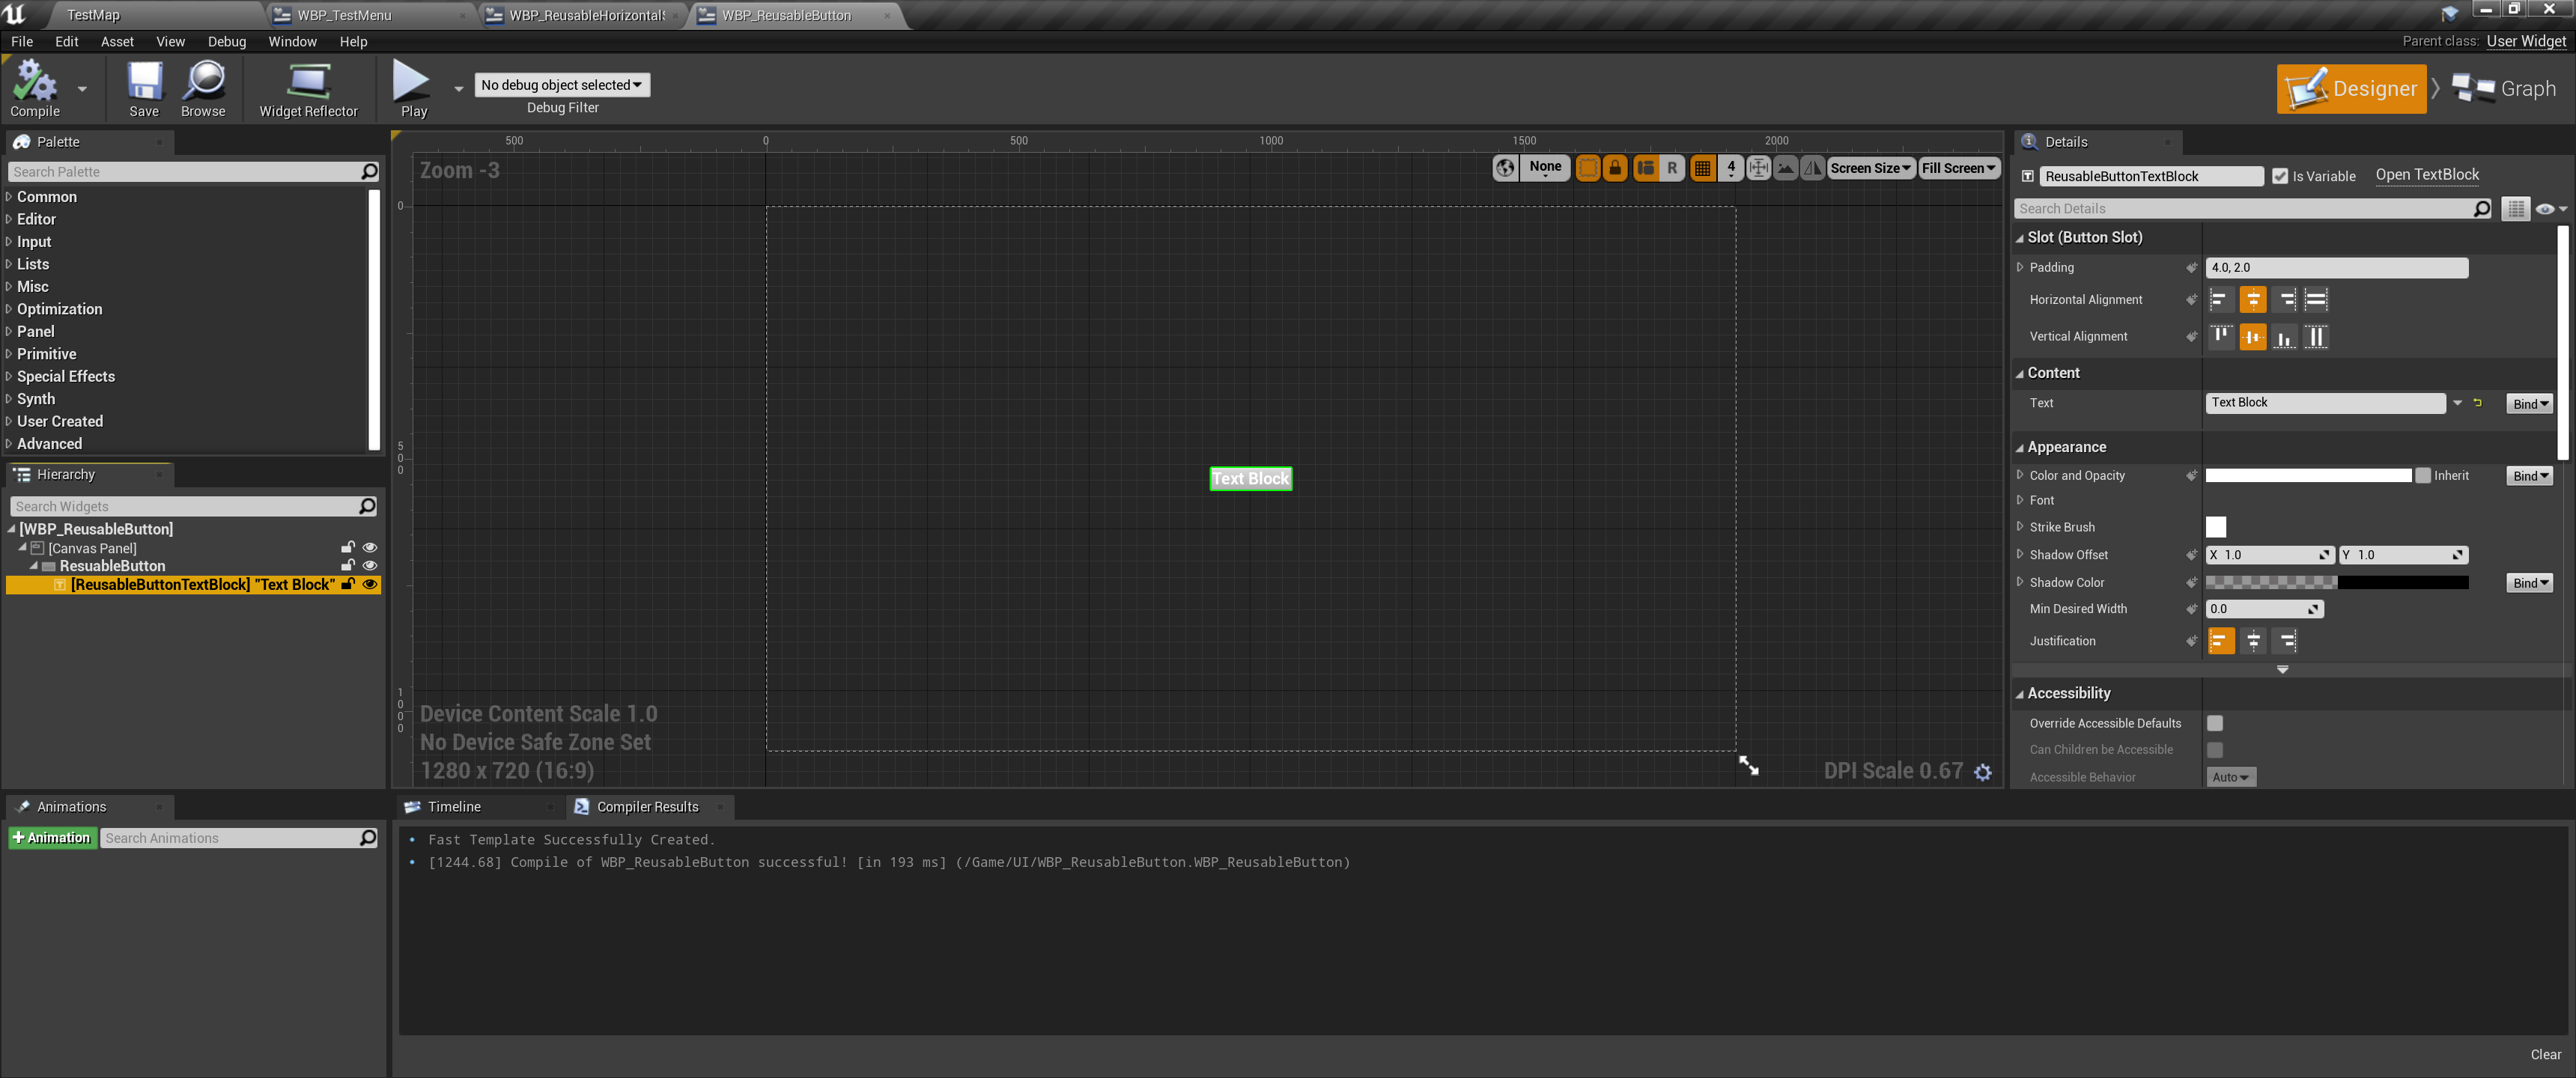 TestMap
WBP_TestMenu
WBP_ReusableHorizontalS
WBP_ReusableButton
File Edit Asset View Debug Window Help
Parent class: User Widget
Compile
Save
Browse
Widget Reflector
Play
No debug object selected
Debug Filter
Designer
Graph
Palette
Search Palette
Common
Editor
Input
Lists
Misc
Optimization
Panel
Primitive
Special Effects
Synth
User Created
Advanced
Hierarchy
Search Widgets
[WBP_ReusableButton]
[Canvas Panel]
ResuableButton
[ReusableButtonTextBlock] "Text Block"
Animations
+ Animation
Search Animations
500 0 500 1000 1500 2000
Zoom -3
None
R
4
Screen Size
Fill Screen
0
500
1000
Text Block
Device Content Scale 1.0
No Device Safe Zone Set
1280 x 720 (16:9)
DPI Scale 0.67
Timeline
Compiler Results
Fast Template Successfully Created.
[1244.68] Compile of WBP_ReusableButton successful! [in 193 ms] (/Game/UI/WBP_ReusableButton.WBP_ReusableButton)
Clear
Details
ReusableButtonTextBlock
Is Variable
Open TextBlock
Search Details
Slot (Button Slot)
Padding 4.0, 2.0
Horizontal Alignment
Vertical Alignment
Content
Text Text Block Bind
Appearance
Color and Opacity Inherit Bind
Font
Strike Brush
Shadow Offset X 1.0 Y 1.0
Shadow Color Bind
Min Desired Width 0.0
Justification
Accessibility
Override Accessible Defaults
Can Children be Accessible
Accessible Behavior Auto